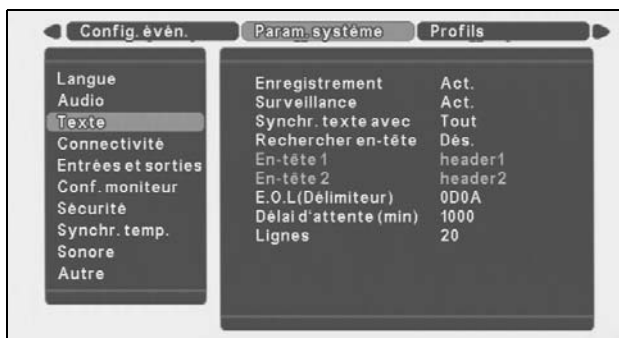 Config. évén. Param. système Profils
Langue
Audio
Texte
Connectivité
Entrées et sorties
Conf. moniteur
Sécurité
Synchr. temp.
Sonore
Autre
Enregistrement Act.
Surveillance Act.
Synchr. texte avec Tout
Rechercher en-tête Dés.
En-tête 1 header1
En-tête 2 header2
E.O.L(Délimiteur) 0D0A
Délai d'attente (min) 1000
Lignes 20